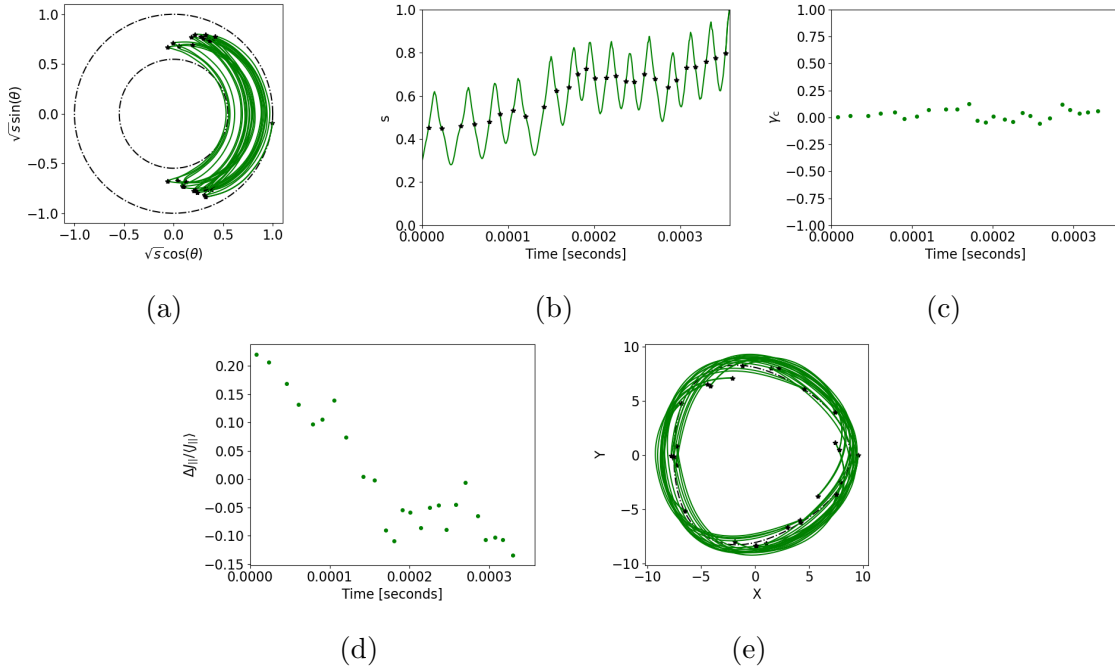 1.0
0.5
0.0
−0.5
−1.0
√s sin(θ)
−1.0 −0.5 0.0 0.5 1.0
√s cos(θ)
(a)
1.0
0.8
0.6
0.4
0.2
0.0
s
0.0000 0.0001 0.0002 0.0003
Time [seconds]
(b)
1.00
0.75
0.50
0.25
0.00
−0.25
−0.50
−0.75
−1.00
γc
0.0000 0.0001 0.0002 0.0003
Time [seconds]
(c)
0.20
0.15
0.10
0.05
0.00
−0.05
−0.10
−0.15
ΔJ||/⟨J||⟩
0.0000 0.0001 0.0002 0.0003
Time [seconds]
(d)
10
5
0
−5
−10
Y
−10 −5 0 5 10
X
(e)